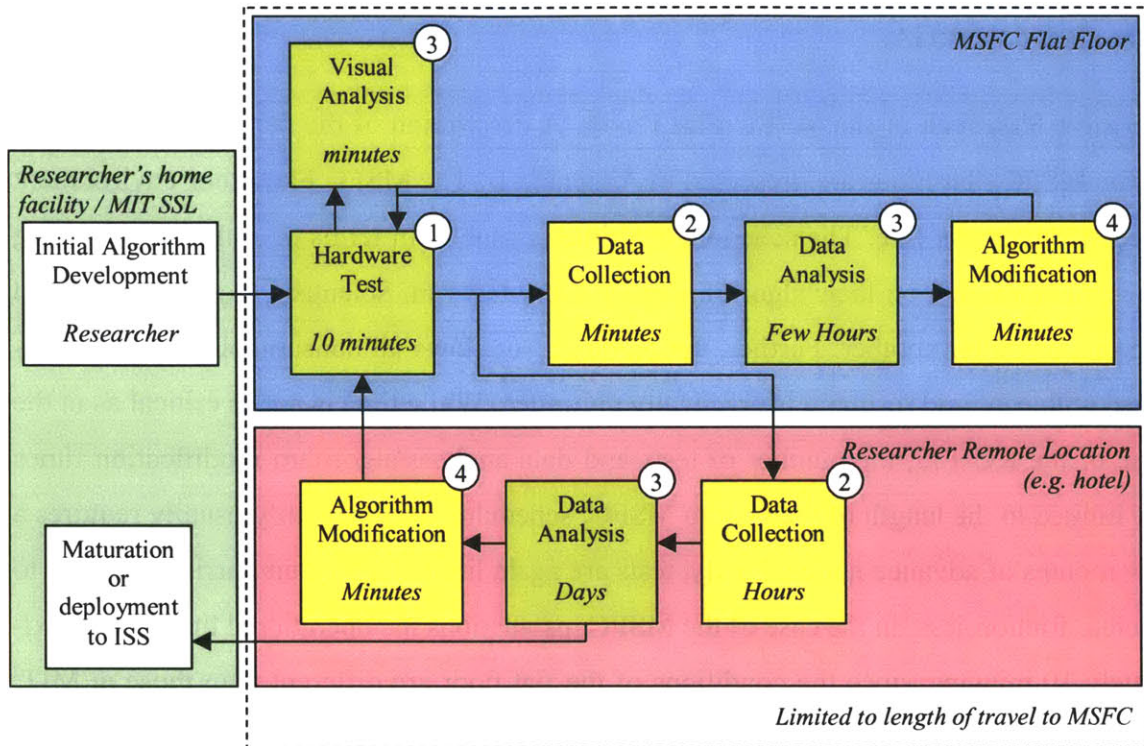 MSFC Flat Floor
3
Visual
Analysis
minutes
Researcher's home
facility / MIT SSL
Initial Algorithm
Development
Researcher
1
Hardware
Test
10 minutes
2
Data
Collection
Minutes
3
Data
Analysis
Few Hours
4
Algorithm
Modification
Minutes
Researcher Remote Location
(e.g. hotel)
4
Algorithm
Modification
Minutes
3
Data
Analysis
Days
2
Data
Collection
Hours
Maturation
or
deployment
to ISS
Limited to length of travel to MSFC